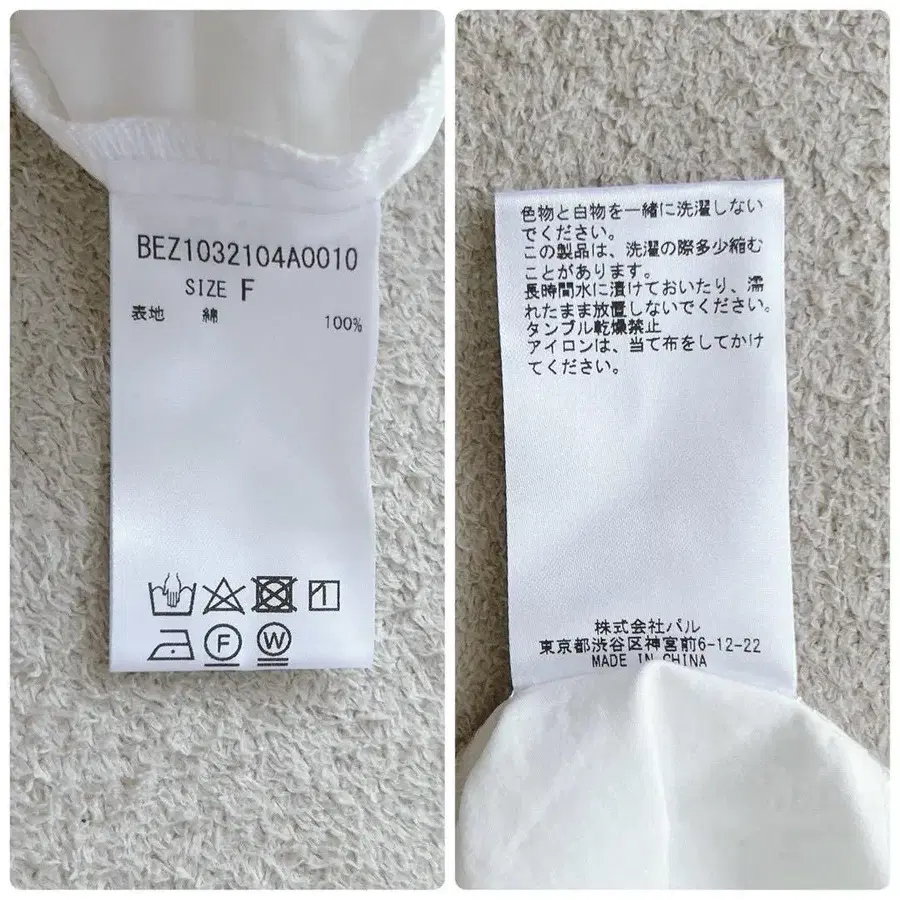 BEZ1032104A0010
SIZE F
表地 綿 100%
F W
色物と白物を一緒に洗濯しない
でください。
この製品は、洗濯の際多少縮む
ことがあります。
長時間水に漬けておいたり、濡
れたまま放置しないでください。
タンブル乾燥禁止
アイロンは、当て布をしてかけ
てください。
株式会社パル
東京都渋谷区神宮前6-12-22
MADE IN CHINA